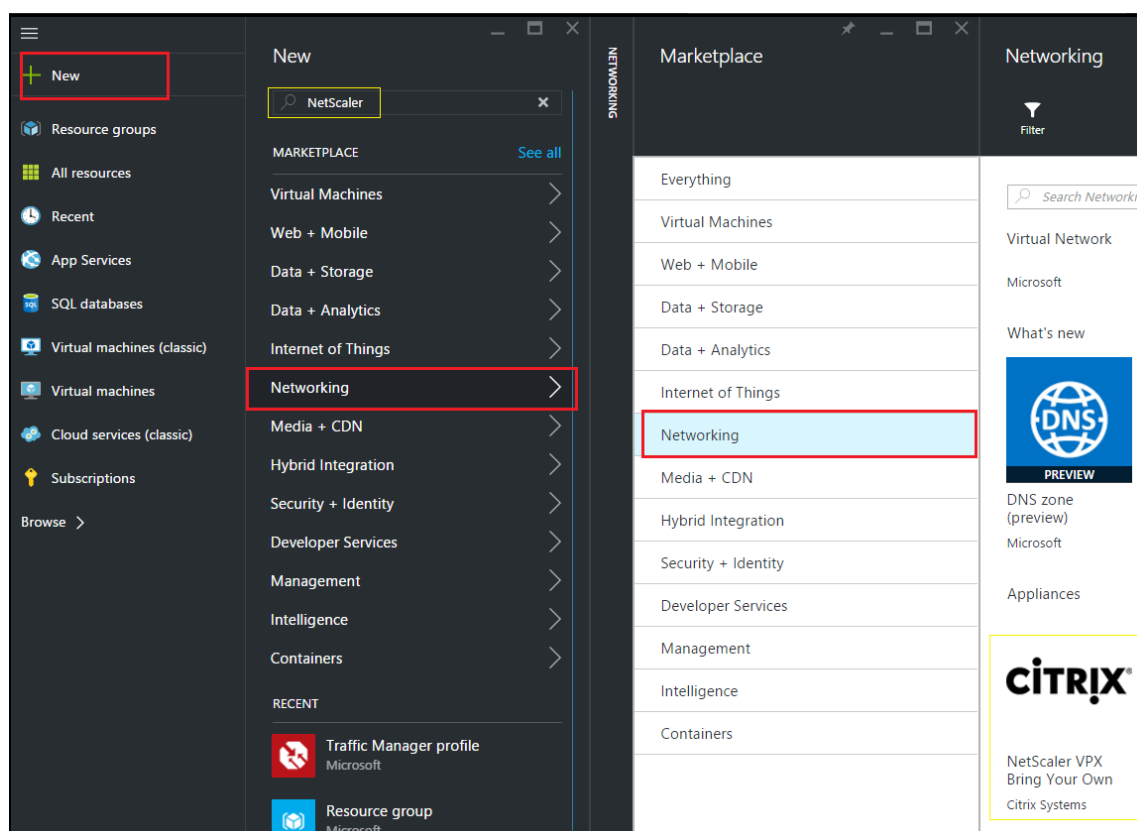 New
Resource groups
All resources
Recent
App Services
SQL
SQL databases
Virtual machines (classic)
Virtual machines
Cloud services (classic)
Subscriptions
Browse
New
NetScaler
MARKETPLACE See all
Virtual Machines
Web + Mobile
Data + Storage
Data + Analytics
Internet of Things
Networking
Media + CDN
Hybrid Integration
Security + Identity
Developer Services
Management
Intelligence
Containers
RECENT
Traffic Manager profile
Microsoft
Resource group
Microsoft
NETWORKING
Marketplace
Everything
Virtual Machines
Web + Mobile
Data + Storage
Data + Analytics
Internet of Things
Networking
Media + CDN
Hybrid Integration
Security + Identity
Developer Services
Management
Intelligence
Containers
Networking
Filter
Search
Virtual Network
Microsoft
What's new
DNS
PREVIEW
DNS zone
(preview)
Microsoft
Appliances
CITRIX
NetScaler VPX
Bring Your Own
Citrix Systems